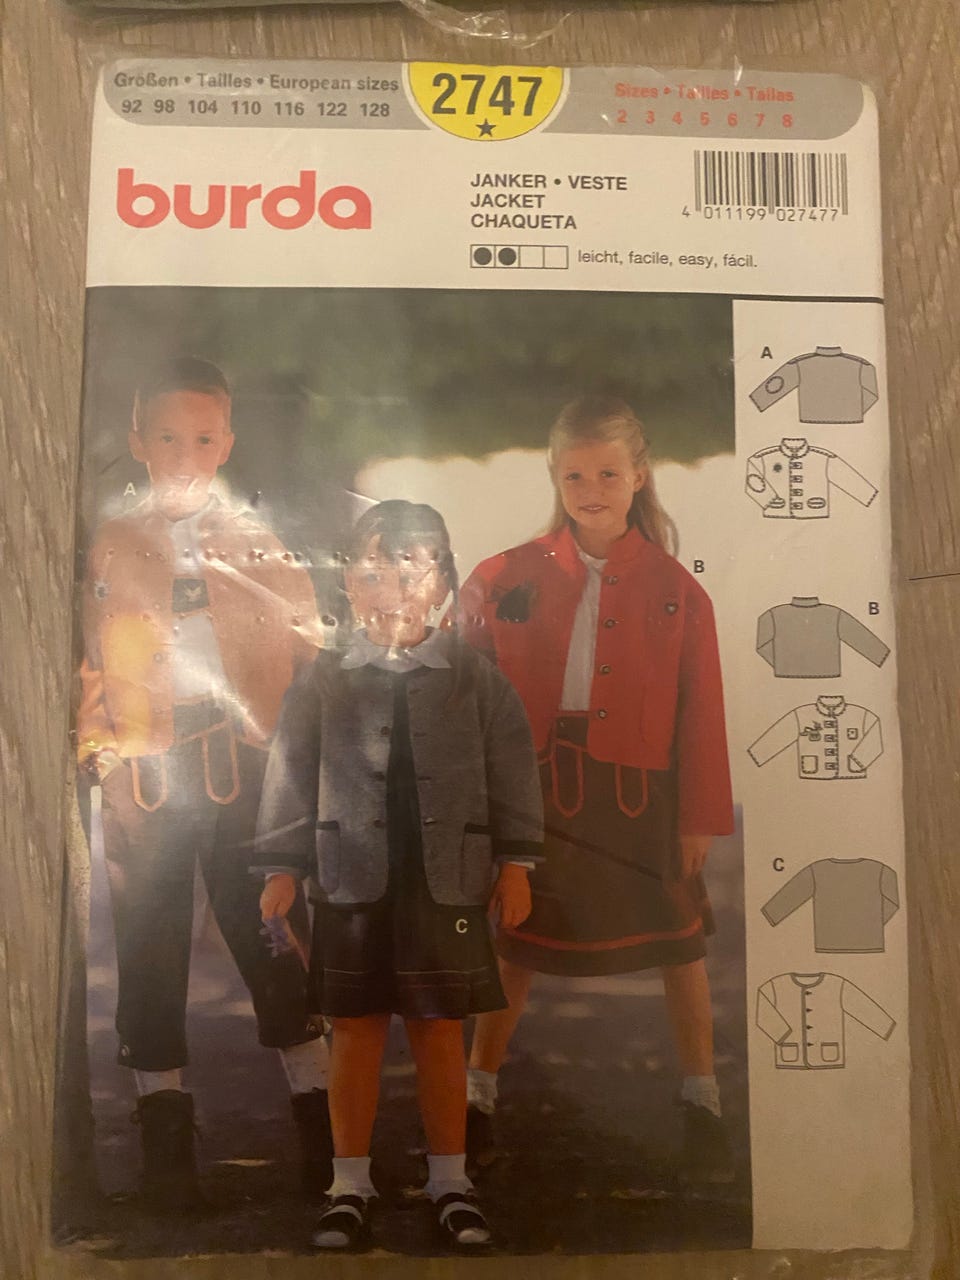 Größen • Tailles • European sizes
92 98 104 110 116 122 128
2747
Sizes • Tailles • Tallas
2 3 4 5 6 7 8
burda
JANKER • VESTE
JACKET
CHAQUETA
leicht, facile, easy, fácil.
4 011199 027477
A
B
C
A
B
C